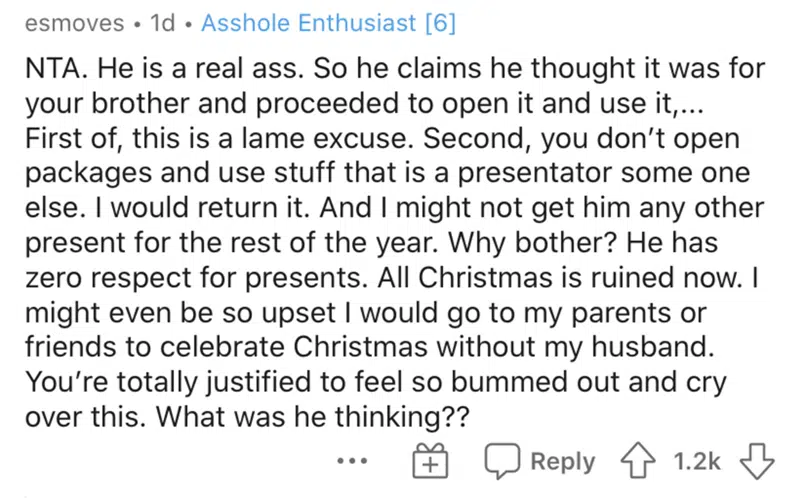 esmoves • 1d • Asshole Enthusiast [6]
NTA. He is a real ass. So he claims he thought it was for
your brother and proceeded to open it and use it,...
First of, this is a lame excuse. Second, you don’t open
packages and use stuff that is a presentator some one
else. I would return it. And I might not get him any other
present for the rest of the year. Why bother? He has
zero respect for presents. All Christmas is ruined now. I
might even be so upset I would go to my parents or
friends to celebrate Christmas without my husband.
You’re totally justified to feel so bummed out and cry
over this. What was he thinking??
Reply 1.2k